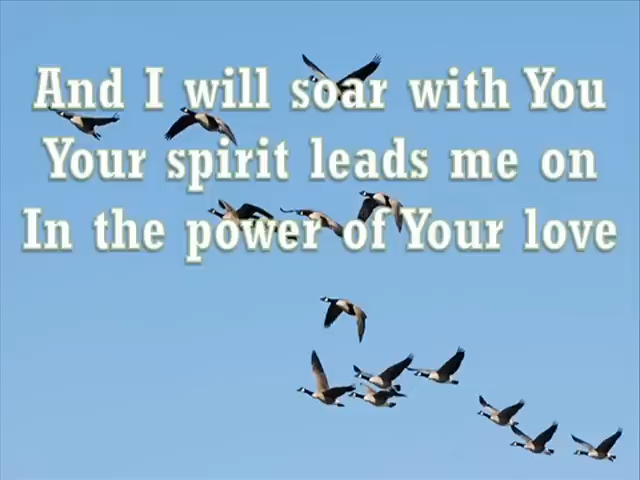 And I will soar with You
Your spirit leads me on
In the power of Your love